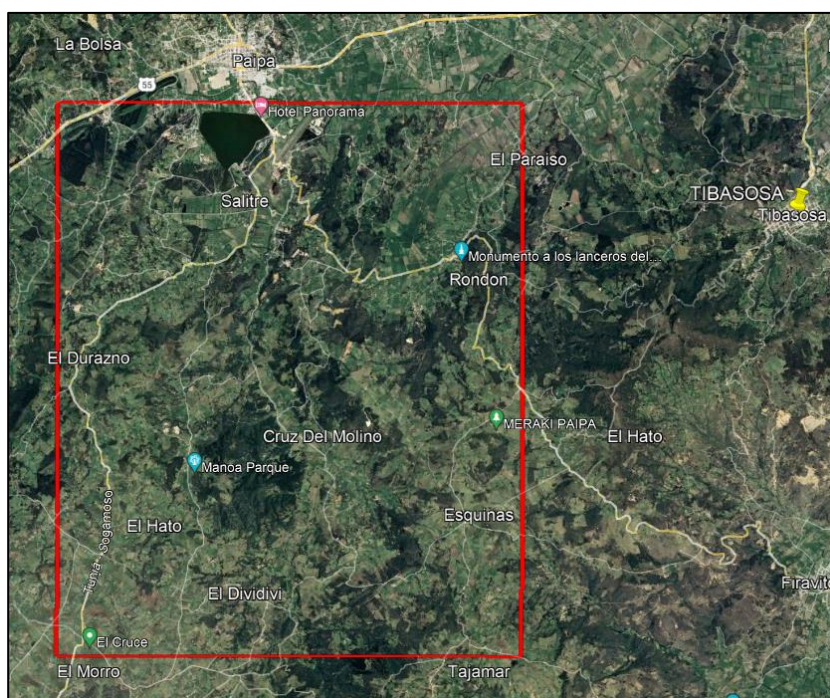 La Bolsa
Paipa
55
Hotel Panorama
El Paraiso
TIBASOSA
Tibasosa
Salitre
Monumento a los lanceros del...
Rondon
El Durazno
MERAKI PAIPA
Cruz Del Molino
El Hato
Manoa Parque
Esquinas
El Hato
Tunja - Sogamoso
El Dividivi
Firavito
El Cruce
El Morro
Tajamar